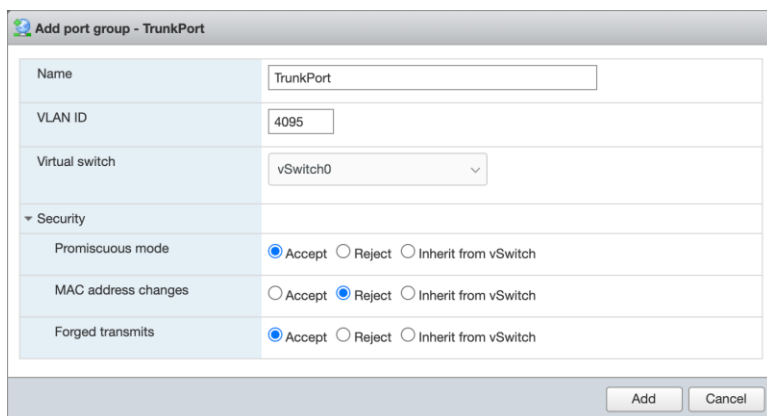 Add port group - TrunkPort
Name TrunkPort
VLAN ID 4095
Virtual switch vSwitch0
Security
Promiscuous mode Accept Reject Inherit from vSwitch
MAC address changes Accept Reject Inherit from vSwitch
Forged transmits Accept Reject Inherit from vSwitch
Add Cancel